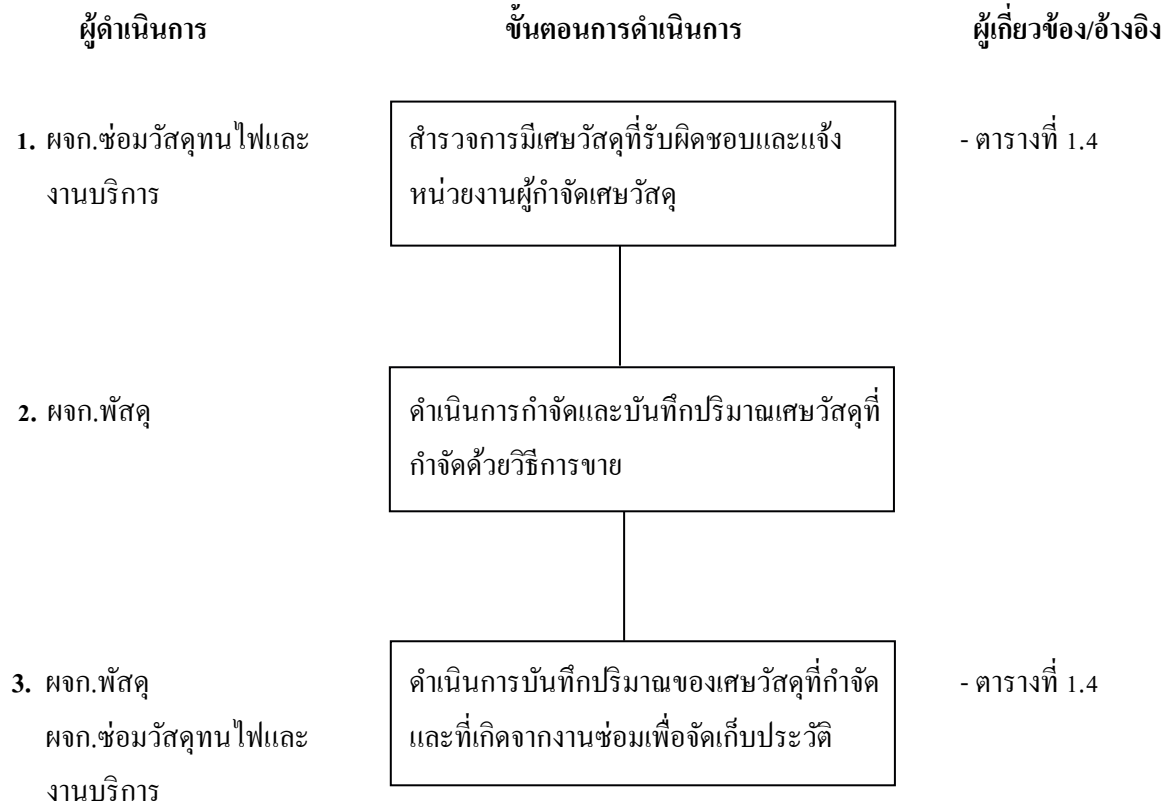 ผู้ดำเนินการ ขั้นตอนการดำเนินการ ผู้เกี่ยวข้อง/อ้างอิง
1. ผจก.ซ่อมวัสดุทนไฟและ
งานบริการ
สำรวจการมีเศษวัสดุที่รับผิดชอบและแจ้ง
หน่วยงานผู้กำจัดเศษวัสดุ
- ตารางที่ 1.4
2. ผจก.พัสดุ
ดำเนินการกำจัดและบันทึกปริมาณเศษวัสดุที่
กำจัดด้วยวิธีการขาย
3. ผจก.พัสดุ
ผจก.ซ่อมวัสดุทนไฟและ
งานบริการ
ดำเนินการบันทึกปริมาณของเศษวัสดุที่กำจัด
และที่เกิดจากงานซ่อมเพื่อจัดเก็บประวัติ
- ตารางที่ 1.4